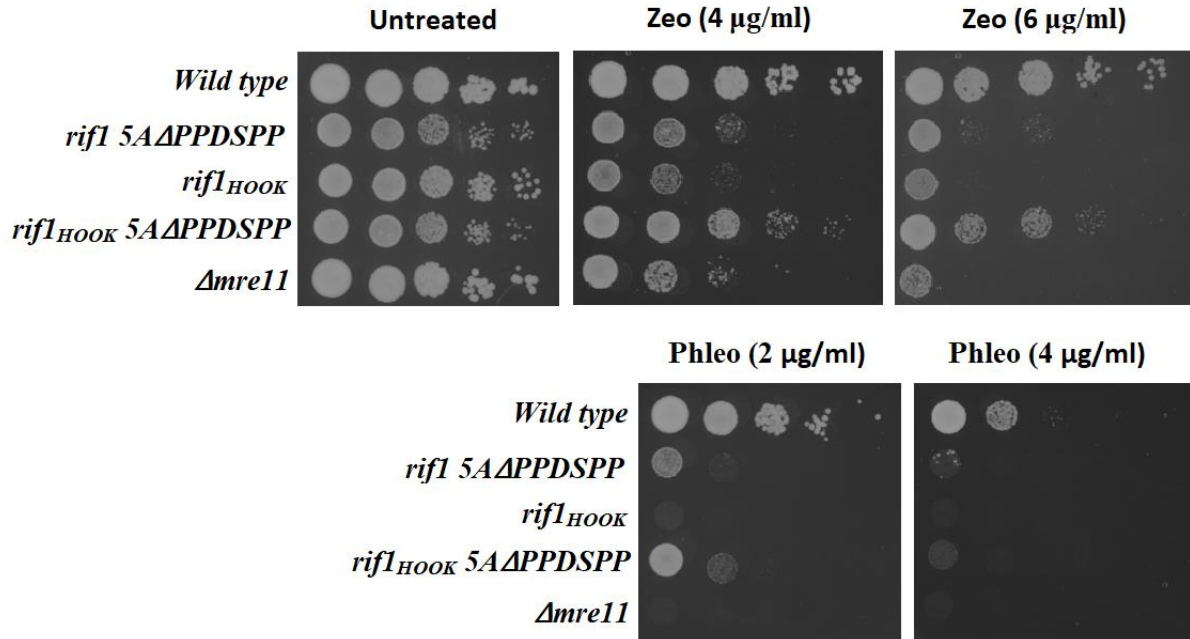 Untreated
Zeo (4 µg/ml)
Zeo (6 µg/ml)
Wild type
rif1 5AΔPPDSPP
rif1HOOK
rif1HOOK 5AΔPPDSPP
Δmre11
Phleo (2 µg/ml)
Phleo (4 µg/ml)
Wild type
rif1 5AΔPPDSPP
rif1HOOK
rif1HOOK 5AΔPPDSPP
Δmre11